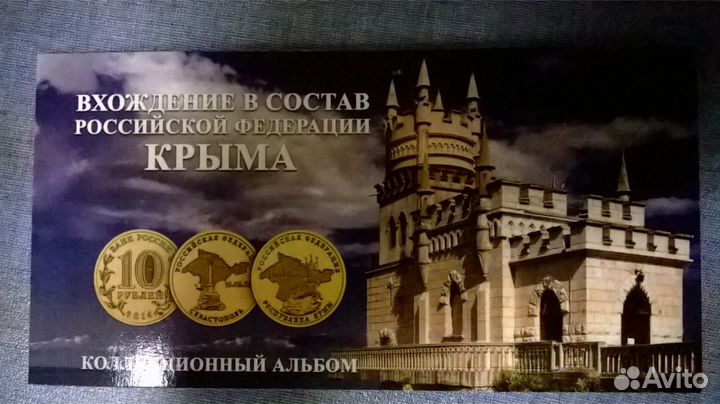 ВХОЖДЕНИЕ В СОСТАВ
РОССИЙСКОЙ ФЕДЕРАЦИИ
КРЫМА
БАНК РОССИИ
10
РУБЛЕЙ
2014
РОССИЙСКАЯ ФЕДЕРАЦИЯ
СЕВАСТОПОЛЬ
РОССИЙСКАЯ ФЕДЕРАЦИЯ
РЕСПУБЛИКА КРЫМ
КОЛЛЕКЦИОННЫЙ АЛЬБОМ
Avito